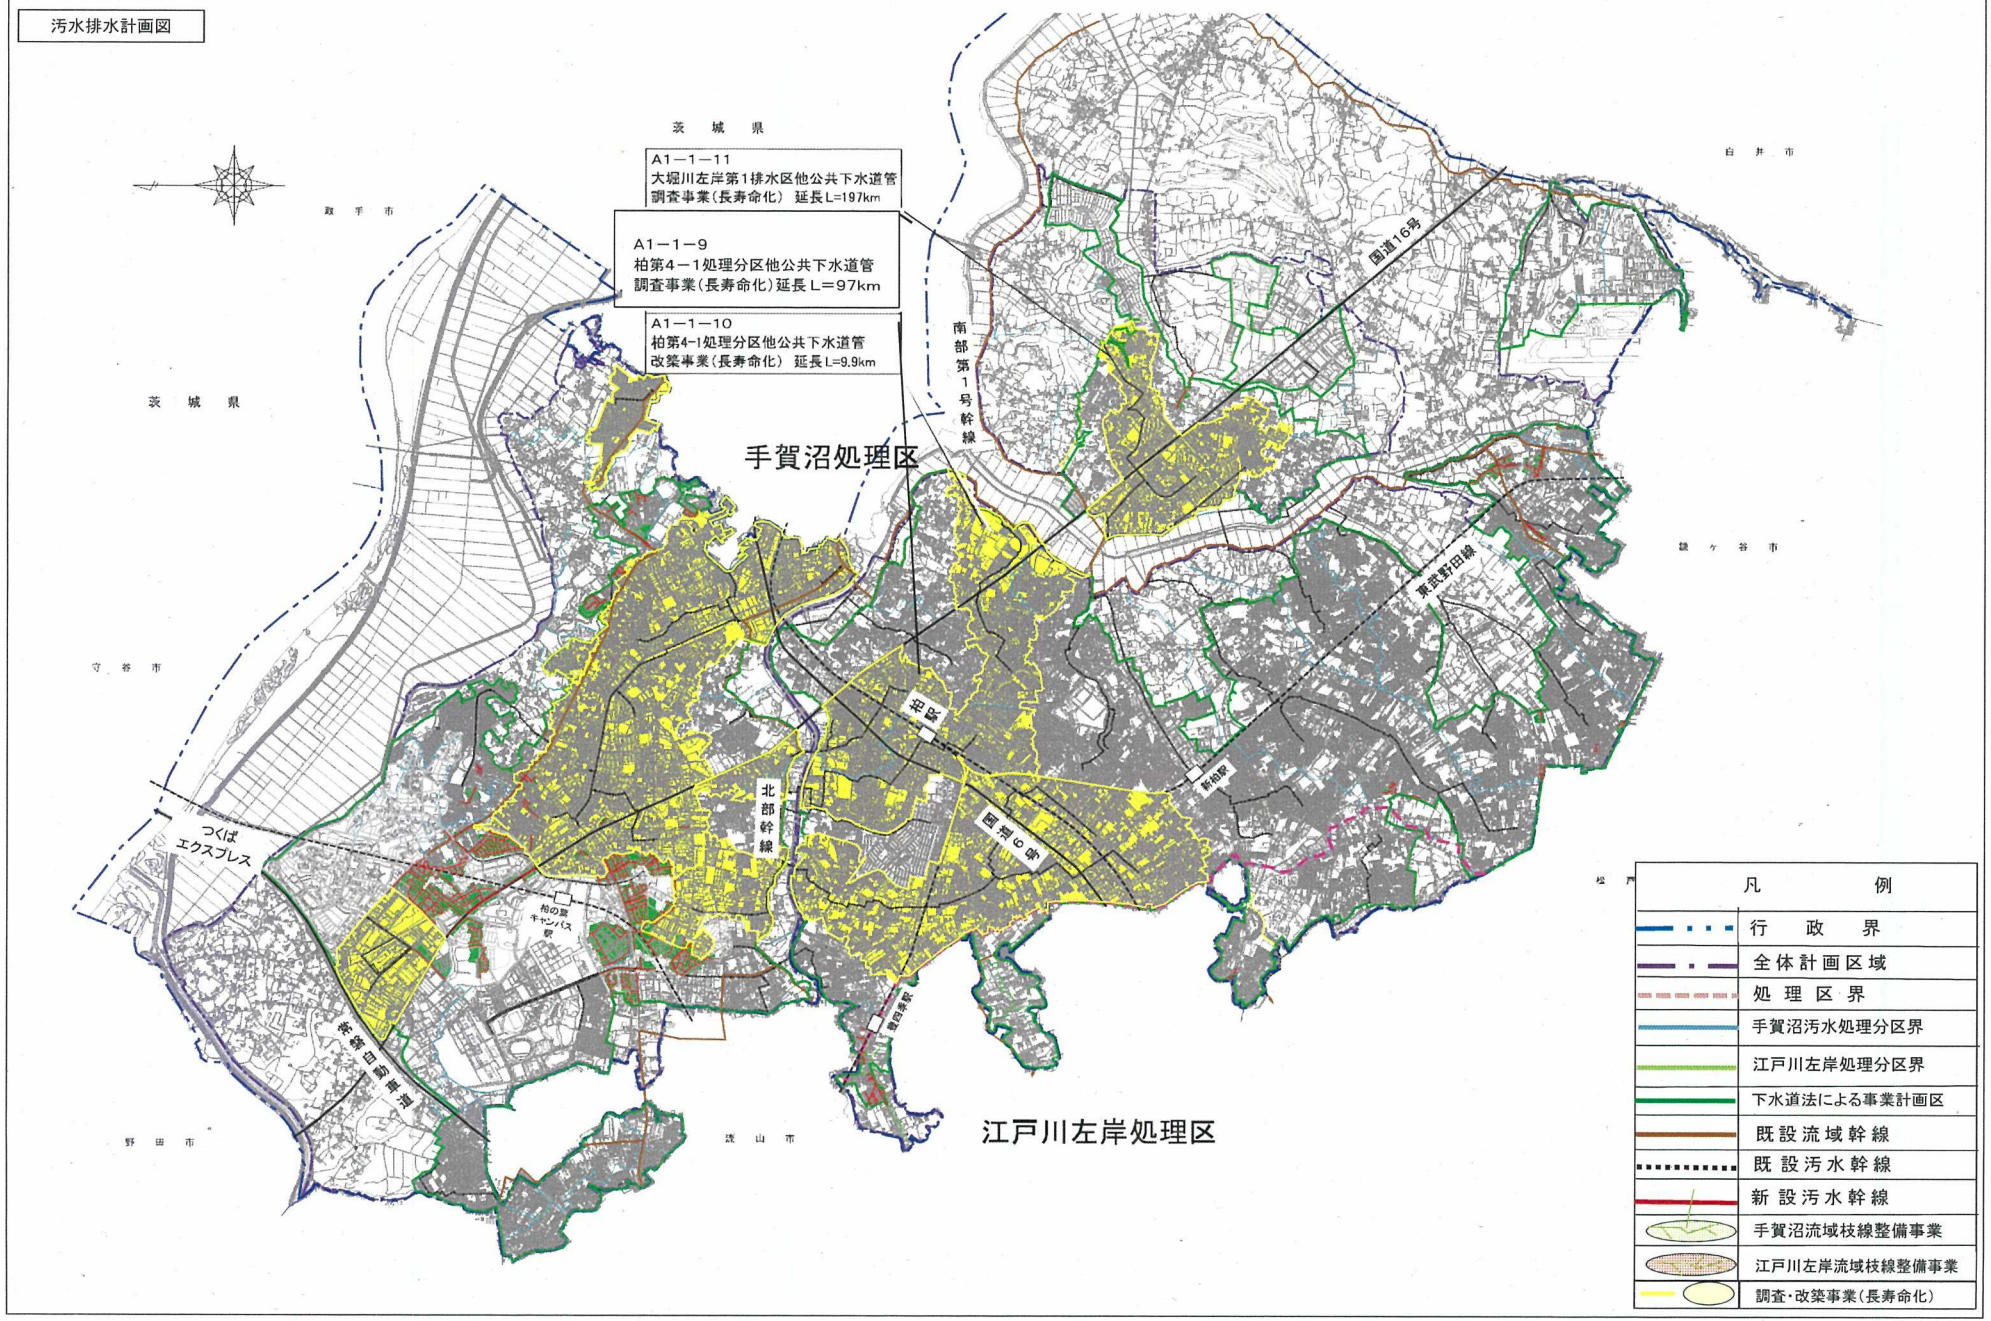 汚水排水計画図
茨城県
A1-1-11
大堀川左岸第1排水区他公共下水道管
調査事業(長寿命化) 延長L=197km
A1-1-9
柏第4-1処理分区他公共下水道管
調査事業(長寿命化)延長L=97km
A1-1-10
柏第4-1処理分区他公共下水道管
改築事業(長寿命化) 延長L=9.9km
取手市
白井市
国道16号
南部第1号幹線
茨城県
手賀沼処理区
東武野田線
鎌ヶ谷市
守谷市
柏駅
新柏駅
北部幹線
国道6号
つくば
エクスプレス
柏の葉
キャンパス
駅
松戸
豊四季駅
常磐自動車道
野田市
流山市
江戸川左岸処理区
凡例
行政界
全体計画区域
処理区界
手賀沼汚水処理分区界
江戸川左岸処理分区界
下水道法による事業計画区
既設流域幹線
既設汚水幹線
新設汚水幹線
手賀沼流域枝線整備事業
江戸川左岸流域枝線整備事業
調査・改築事業(長寿命化)